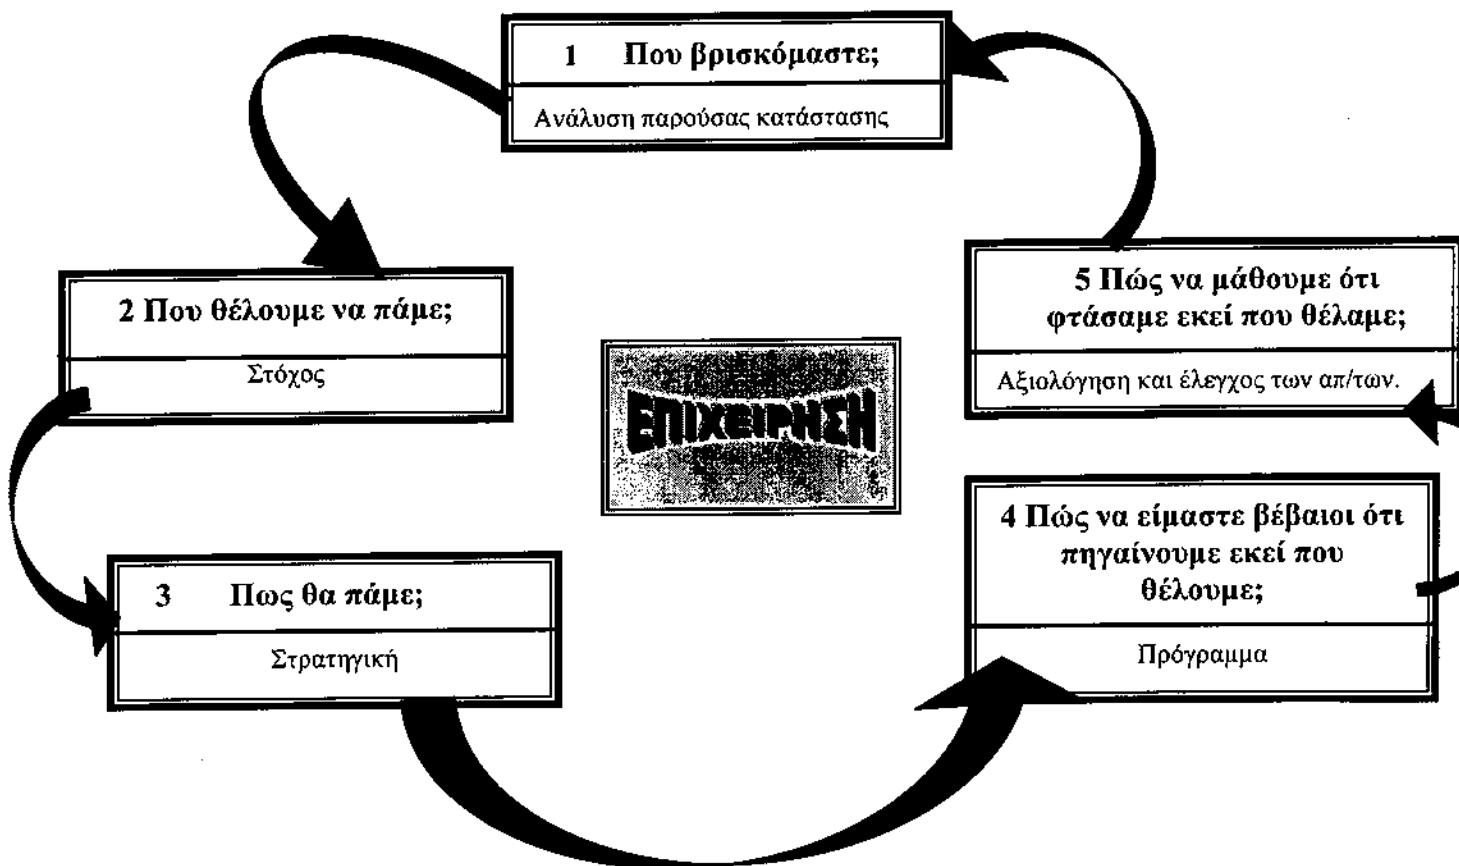 1 Που βρισκόμαστε;
Ανάλυση παρούσας κατάστασης
2 Που θέλουμε να πάμε;
Στόχος
3 Πως θα πάμε;
Στρατηγική
4 Πώς να είμαστε βέβαιοι ότι
πηγαίνουμε εκεί που
θέλουμε;
Πρόγραμμα
5 Πώς να μάθουμε ότι
φτάσαμε εκεί που θέλαμε;
Αξιολόγηση και έλεγχος των απ/των.
ΕΠΙΧΕΙΡΗΣΗ